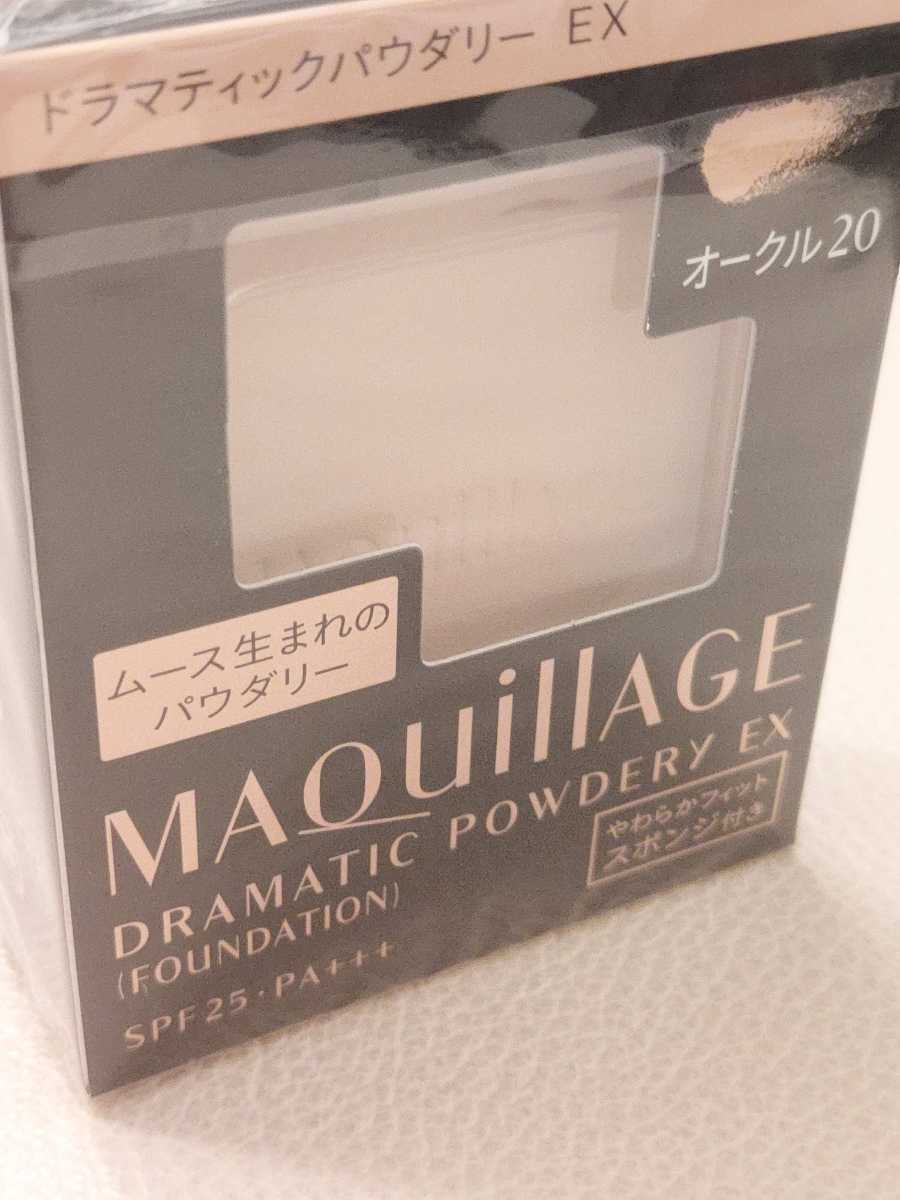 ドラマティックパウダリー EX
オークル20
ムース生まれの
パウダリー
MAQuillAGE
DRAMATIC POWDERY EX
(FOUNDATION)
SPF25・PA+++
やわらかフィット
スポンジ付き